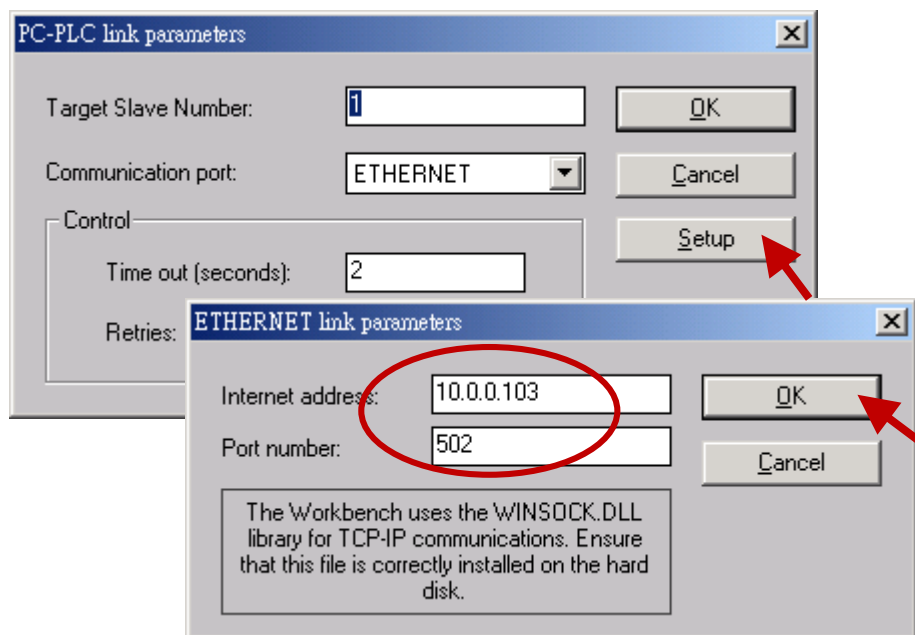 PC-PLC link parameters
Target Slave Number:
1
OK
Communication port:
ETHERNET
Cancel
Control
Setup
Time out (seconds):
2
Retries:
ETHERNET link parameters
Internet address:
10.0.0.103
OK
Port number:
502
Cancel
The Workbench uses the WINSOCK.DLL
library for TCP-IP communications. Ensure
that this file is correctly installed on the hard
disk.